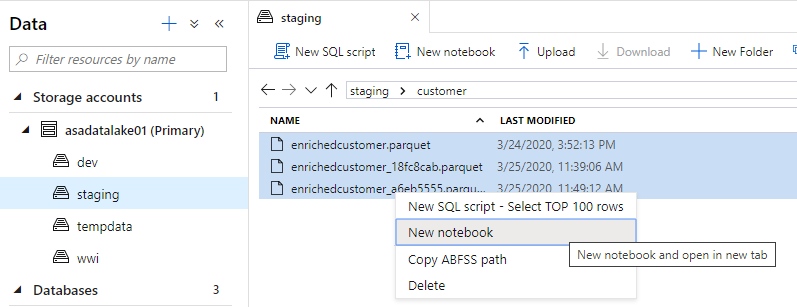 Data
staging
New SQL script
New notebook
Upload
Download
New Folder
Filter resources by name
staging > customer
Storage accounts 1
NAME LAST MODIFIED
asadatalake01 (Primary)
enrichedcustomer.parquet 3/24/2020, 3:52:13 PM
dev
enrichedcustomer_18fc8cab.parquet 3/25/2020, 11:39:06 AM
staging
enrichedcustomer_a6eb5555.parqu... 3/25/2020, 11:49:12 AM
New SQL script - Select TOP 100 rows
tempdata
New notebook
New notebook and open in new tab
wwi
Copy ABFSS path
Delete
Databases 3